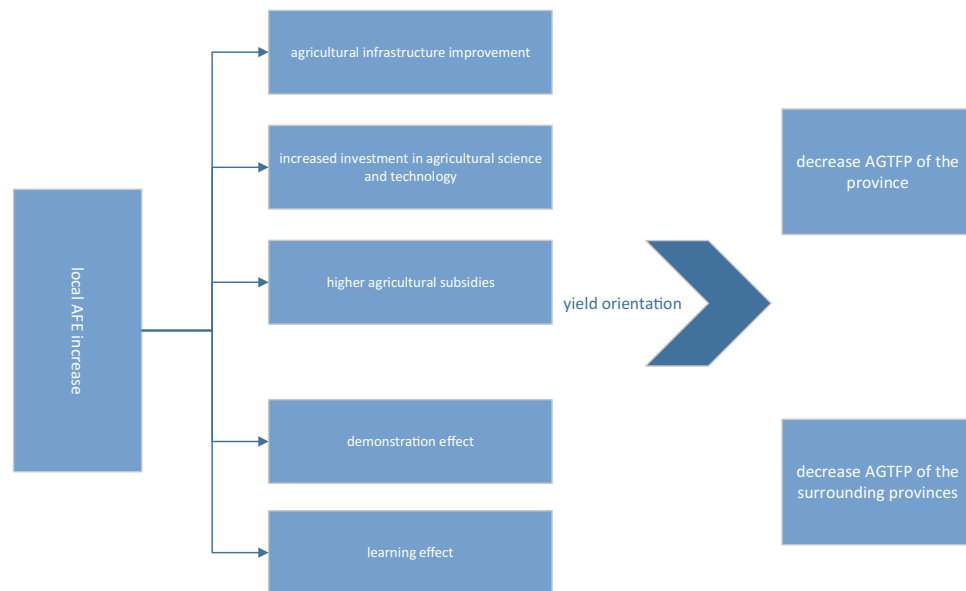 local AFE increase
agricultural infrastructure improvement
increased investment in agricultural science
and technology
higher agricultural subsidies
demonstration effect
learning effect
yield orientation
decrease AGTFP of the
province
decrease AGTFP of the
surrounding provinces